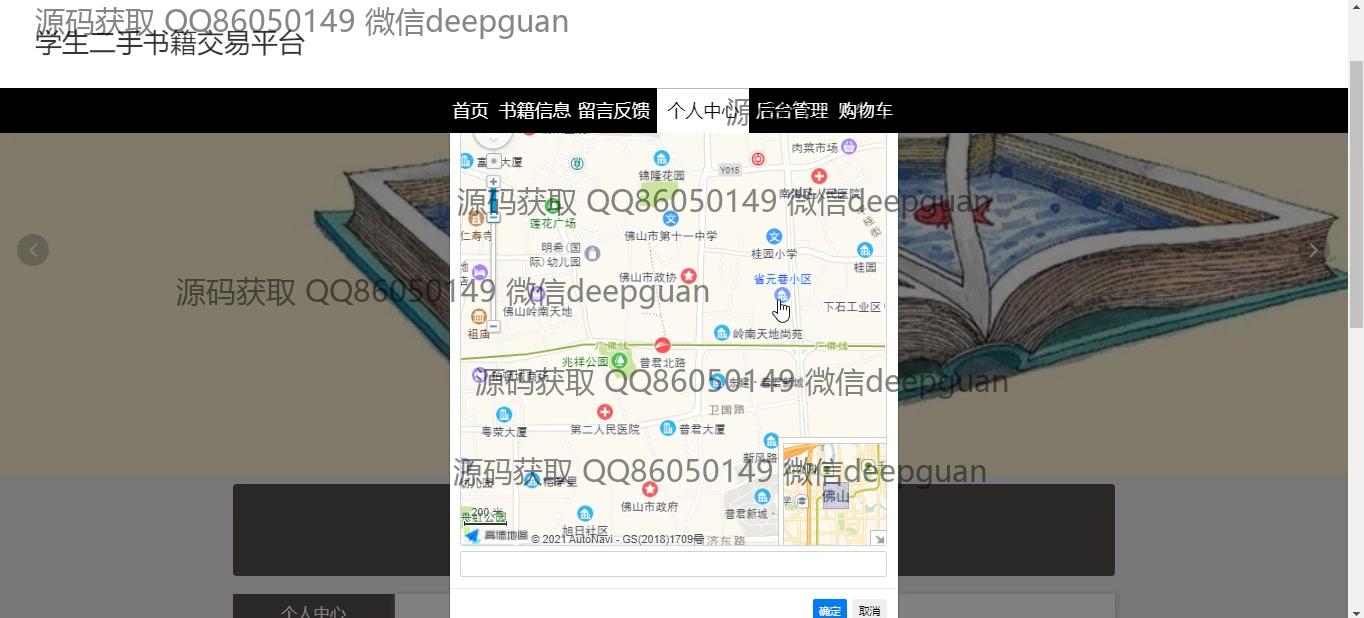 源码获取 QQ86050149 微信deepguan
学生二手书籍交易平台
首页 书籍信息 留言反馈 个人中心 后台管理 购物车
源
肉菜市场
富 大厦
锦隆花园
Y015
源码获取 QQ86050149 微信deepguan
莲花广场
仁寿寺
佛山市第十一中学
明希(国
际)幼儿园
桂园小学
桂园
佛山市政协
省元巷小区
源码获取 QQ86050149 微信deepguan
佛山岭南天地
下石工业区
祖庙
岭南天地尚苑
广佛线
广佛线
兆祥公园
普君北路
源码获取 QQ86050149 微信deepguan
卫国路
粤荣大厦
第二人民医院
普君大厦
新风路
源码获取 QQ86050149 微信deepguan
佛山
佛山市政府
普君新城
200 米
旭日社区
高德地图
© 2021 AutoNavi - GS(2018)1709号
济东路
确定 取消
个人中心